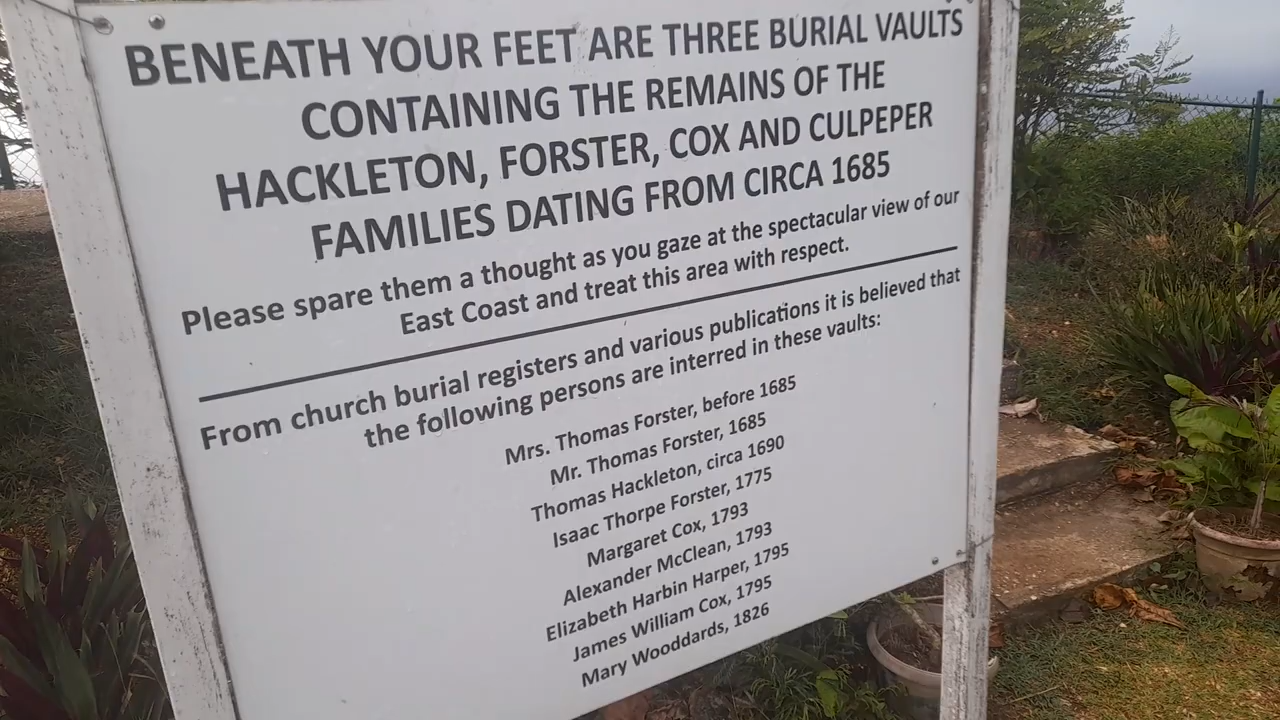 BENEATH YOUR FEET ARE THREE BURIAL VAULTS
CONTAINING THE REMAINS OF THE
HACKLETON, FORSTER, COX AND CULPEPER
FAMILIES DATING FROM CIRCA 1685
Please spare them a thought as you gaze at the spectacular view of our
East Coast and treat this area with respect.
From church burial registers and various publications it is believed that
the following persons are interred in these vaults:
Mrs. Thomas Forster, before 1685
Mr. Thomas Forster, 1685
Thomas Hackleton, circa 1690
Isaac Thorpe Forster, 1775
Margaret Cox, 1793
Alexander McClean, 1793
Elizabeth Harbin Harper, 1795
James William Cox, 1795
Mary Wooddards, 1826